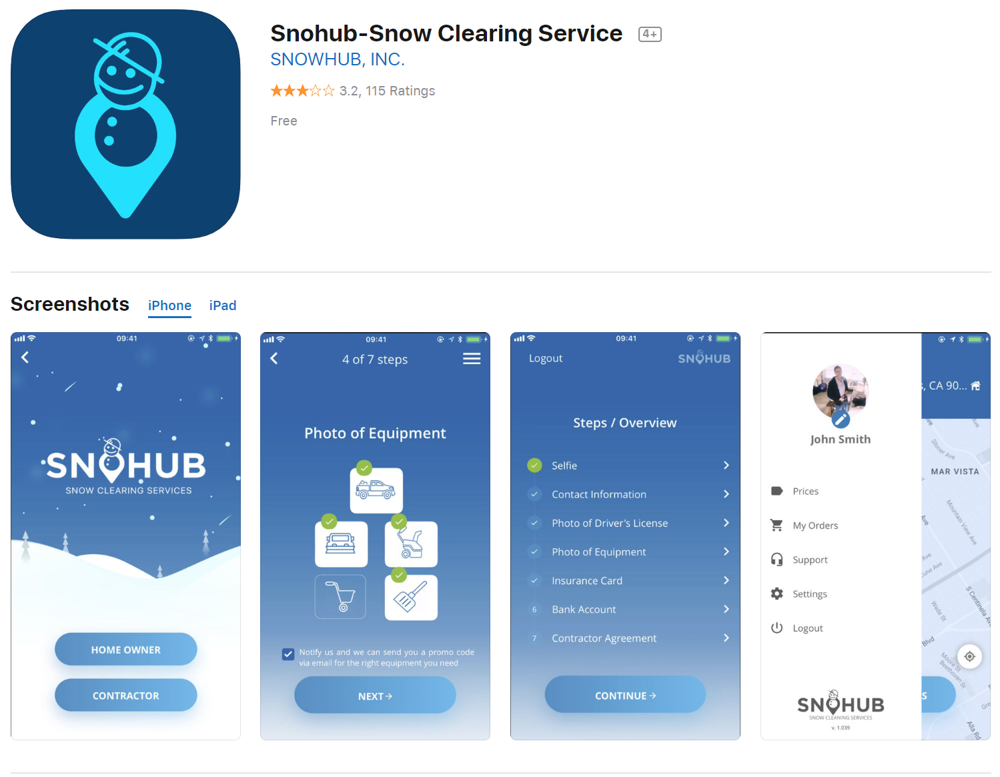 Snohub-Snow Clearing Service 4+
SNOWHUB, INC.
3.2, 115 Ratings
Free
Screenshots iPhone iPad
09:41
SNOHUB
SNOW CLEARING SERVICES
HOME OWNER
CONTRACTOR
09:41
4 of 7 steps
Photo of Equipment
Notify us and we can send you a promo code
via email for the right equipment you need
NEXT→
09:41
Logout SNOHUB
Steps / Overview
Selfie
Contact Information
Photo of Driver's License
Photo of Equipment
Insurance Card
6 Bank Account
7 Contractor Agreement
CONTINUE→
John Smith
Prices
My Orders
Support
Settings
Logout
SNOHUB
SNOW CLEANING SERVICES
v. 1.039
, CA 90...
Stoner Ave
MAR VISTA
Mountain View Ave
Ave
Ave
Wade St
S Centinela Ave
Blvd
Moore St
Beethoven St
S
Gre
Alla Rd